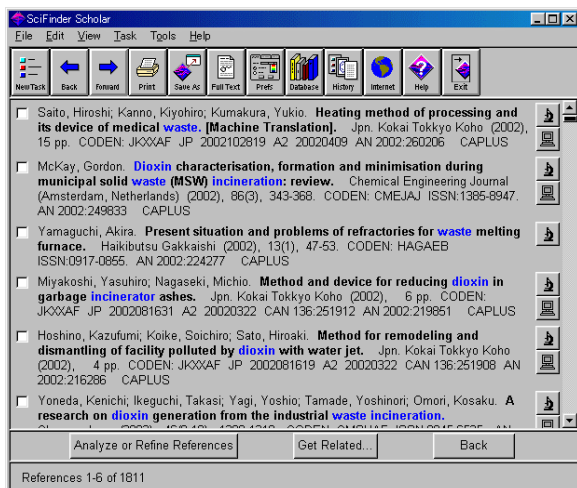 SciFinder Scholar
File Edit View Task Tools Help
New Task Back Forward Print Save As Full Text Prefs Database History Internet Help Exit
Saito, Hiroshi; Kanno, Kiyohiro; Kumakura, Yukio. Heating method of processing and
its device of medical waste. [Machine Translation]. Jpn. Kokai Tokkyo Koho (2002),
15 pp. CODEN: JKXXAF JP 2002102819 A2 20020409 AN 2002:260206 CAPLUS
McKay, Gordon. Dioxin characterisation, formation and minimisation during
municipal solid waste (MSW) incineration: review. Chemical Engineering Journal
(Amsterdam, Netherlands) (2002), 86(3), 343-368. CODEN: CMEJAJ ISSN:1385-8947.
AN 2002:249833 CAPLUS
Yamaguchi, Akira. Present situation and problems of refractories for waste melting
furnace. Haikibutsu Gakkaishi (2002), 13(1), 47-53. CODEN: HAGAEB
ISSN:0917-0855. AN 2002:224277 CAPLUS
Miyakoshi, Yasuhiro; Nagaseki, Michio. Method and device for reducing dioxin in
garbage incinerator ashes. Jpn. Kokai Tokkyo Koho (2002), 6 pp. CODEN:
JKXXAF JP 2002081631 A2 20020322 CAN 136:251912 AN 2002:219851 CAPLUS
Hoshino, Kazufumi; Koike, Soichiro; Sato, Hiroaki. Method for remodeling and
dismantling of facility polluted by dioxin with water jet. Jpn. Kokai Tokkyo Koho
(2002), 4 pp. CODEN: JKXXAF JP 2002081619 A2 20020322 CAN 136:251908 AN
2002:216286 CAPLUS
Yoneda, Kenichi; Ikeguchi, Takasi; Yagi, Yoshio; Tamade, Yoshinori; Omori, Kosaku. A
research on dioxin generation from the industrial waste incineration.
Analyze or Refine References Get Related... Back
References 1-6 of 1811